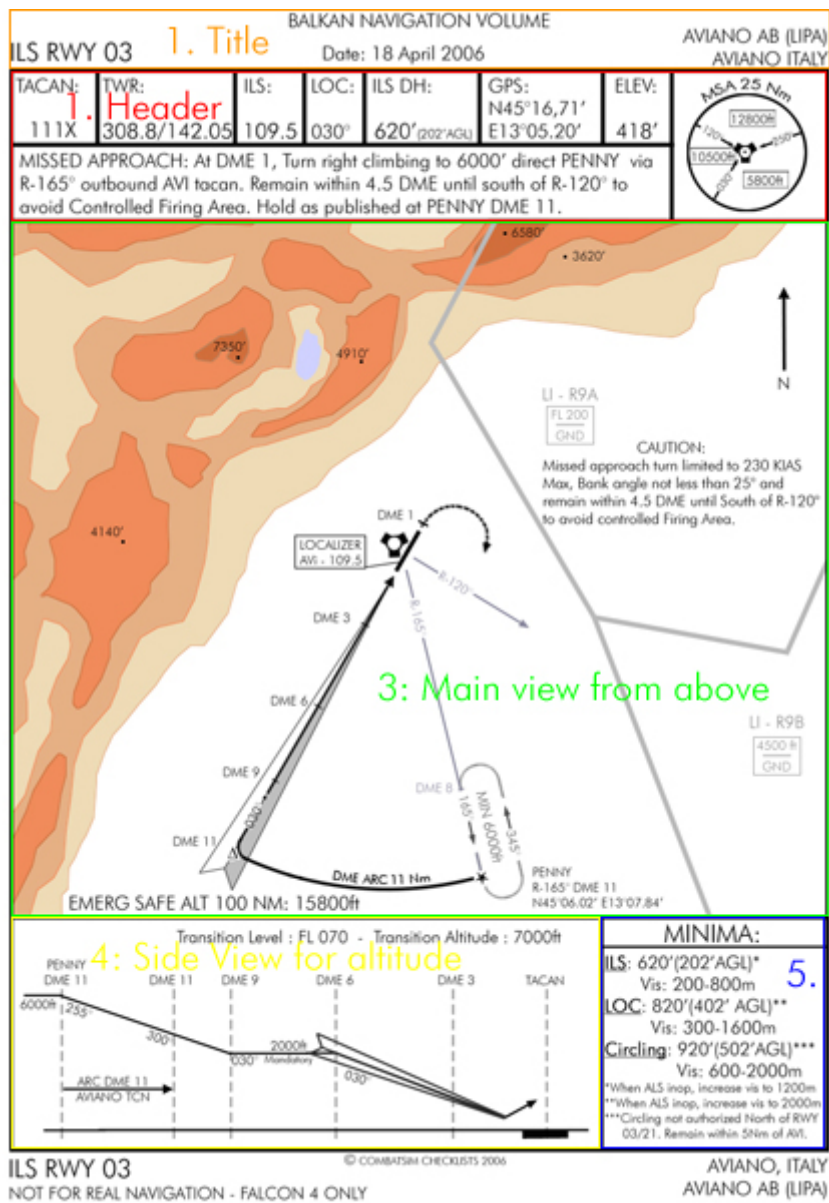 BALKAN NAVIGATION VOLUME
ILS RWY 03
1. Title
Date: 18 April 2006
AVIANO AB (LIPA)
AVIANO ITALY
TACAN:
111X
TWR:
308.8/142.05
1. Header
ILS:
109.5
LOC:
030°
ILS DH:
620'(202'AGL)
GPS:
N45°16,71'
E13°05.20'
ELEV:
418'
MSA 25 Nm
12800ft
120°
250°
10500ft
030°
5800ft
MISSED APPROACH: At DME 1, Turn right climbing to 6000' direct PENNY via
R-165° outbound AVI tacan. Remain within 4.5 DME until south of R-120° to
avoid Controlled Firing Area. Hold as published at PENNY DME 11.
6580'
3620'
7350'
4910'
N
LI - R9A
FL 200
GND
CAUTION:
Missed approach turn limited to 230 KIAS
Max, Bank angle not less than 25° and
remain within 4.5 DME until South of R-120°
to avoid controlled Firing Area.
4140'
DME 1
LOCALIZER
AVI - 109.5
R-120°
R-165°
DME 3
3: Main view from above
DME 6
LI - R9B
4500 ft
GND
DME 9
DME 8
030°
165°
MIN 6000ft
345°
DME 11
DME ARC 11 Nm
PENNY
R-165° DME 11
N45°06.02' E13°07.84'
EMERG SAFE ALT 100 NM: 15800ft
Transition Level : FL 070 - Transition Altitude : 7000ft
4: Side View for altitude
PENNY
DME 11
DME 11
DME 9
DME 6
DME 3
TACAN
6000ft
255°
300°
2000ft
030°
Mandatory
030°
ARC DME 11
AVIANO TCN
MINIMA:
5.
ILS: 620'(202'AGL)*
Vis: 200-800m
LOC: 820'(402' AGL)**
Vis: 300-1600m
Circling: 920'(502'AGL)***
Vis: 600-2000m
*When ALS inop, increase vis to 1200m
**When ALS inop, increase vis to 2000m
***Circling not authorized North of RWY
03/21. Remain within 5Nm of AVI.
ILS RWY 03
© COMBATSIM CHECKLISTS 2006
AVIANO, ITALY
NOT FOR REAL NAVIGATION - FALCON 4 ONLY
AVIANO AB (LIPA)